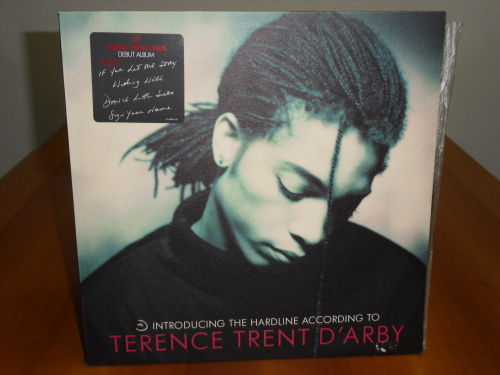 DEBUT ALBUM
If You Let Me Stay
Wishing Well
Dance Little Sister
Sign Your Name
INTRODUCING THE HARDLINE ACCORDING TO
TERENCE TRENT D'ARBY